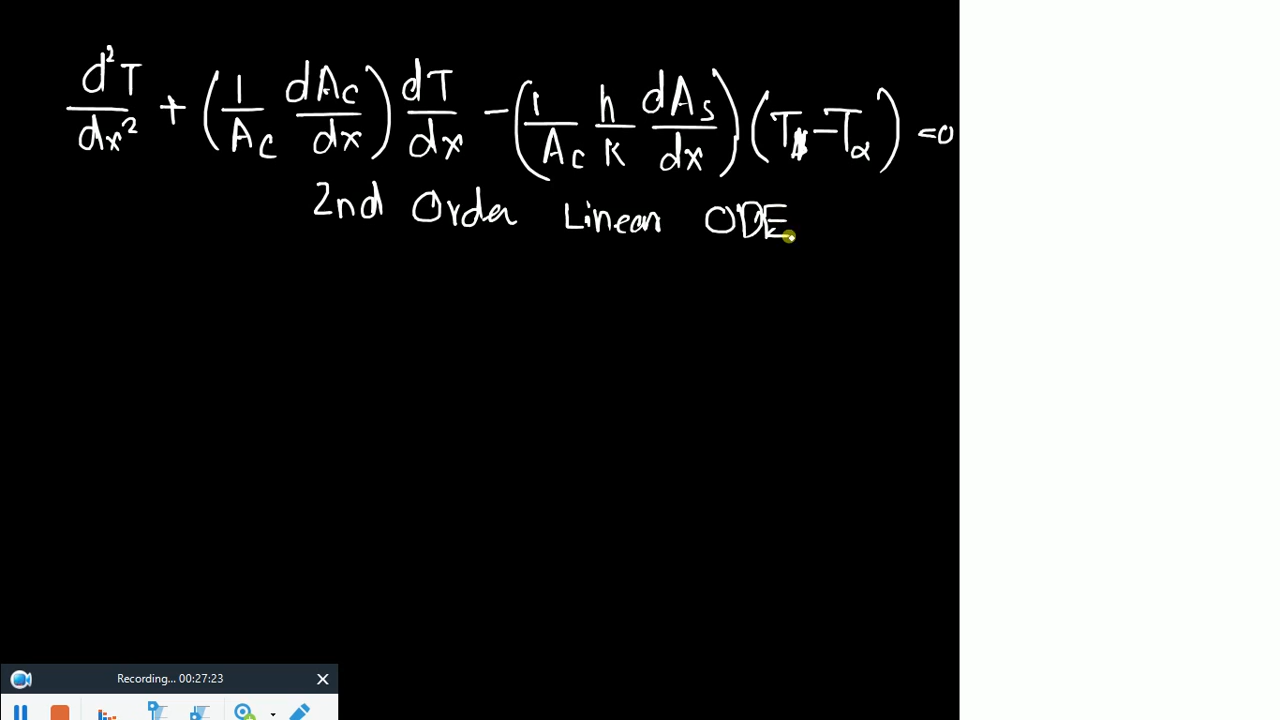 d²T/dx² + (1/Ac dAc/dx) dT/dx - (1/Ac h/k dAs/dx) (T - Tα) = 0
2nd Order Linear ODE
Recording... 00:27:23